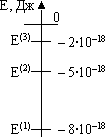 E, Дж
0
E⁽³⁾ − 2·10⁻¹⁸
E⁽²⁾ − 5·10⁻¹⁸
E⁽¹⁾ − 8·10⁻¹⁸